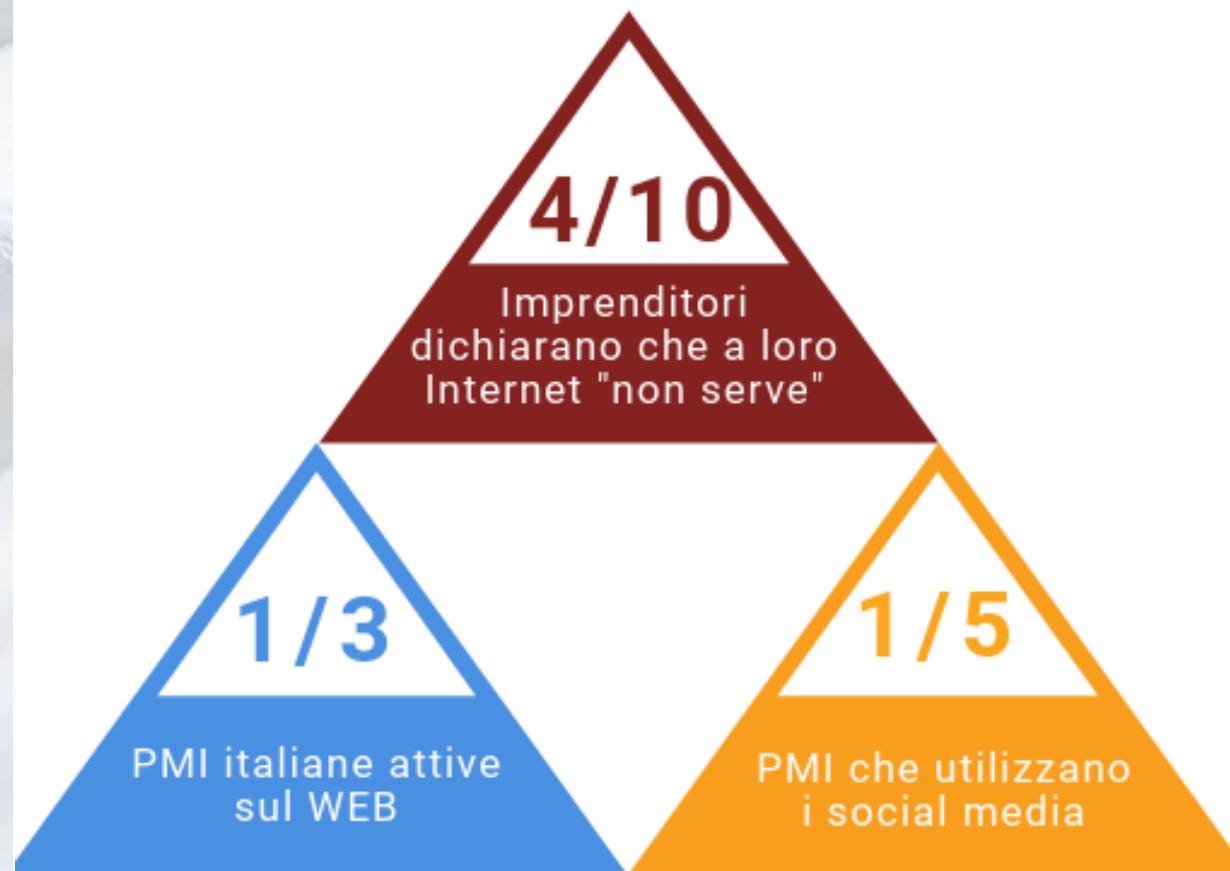 4/10
Imprenditori
dichiarano che a loro
Internet "non serve"
1/3
PMI italiane attive
sul WEB
1/5
PMI che utilizzano
i social media